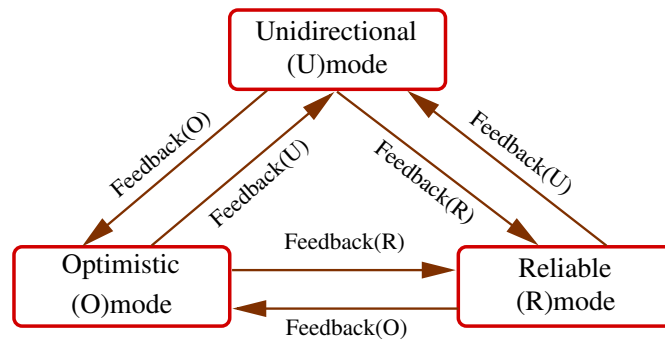 Unidirectional
(U)mode
Feedback(O)
Feedback(U)
Feedback(R)
Feedback(U)
Optimistic
(O)mode
Feedback(R)
Feedback(O)
Reliable
(R)mode